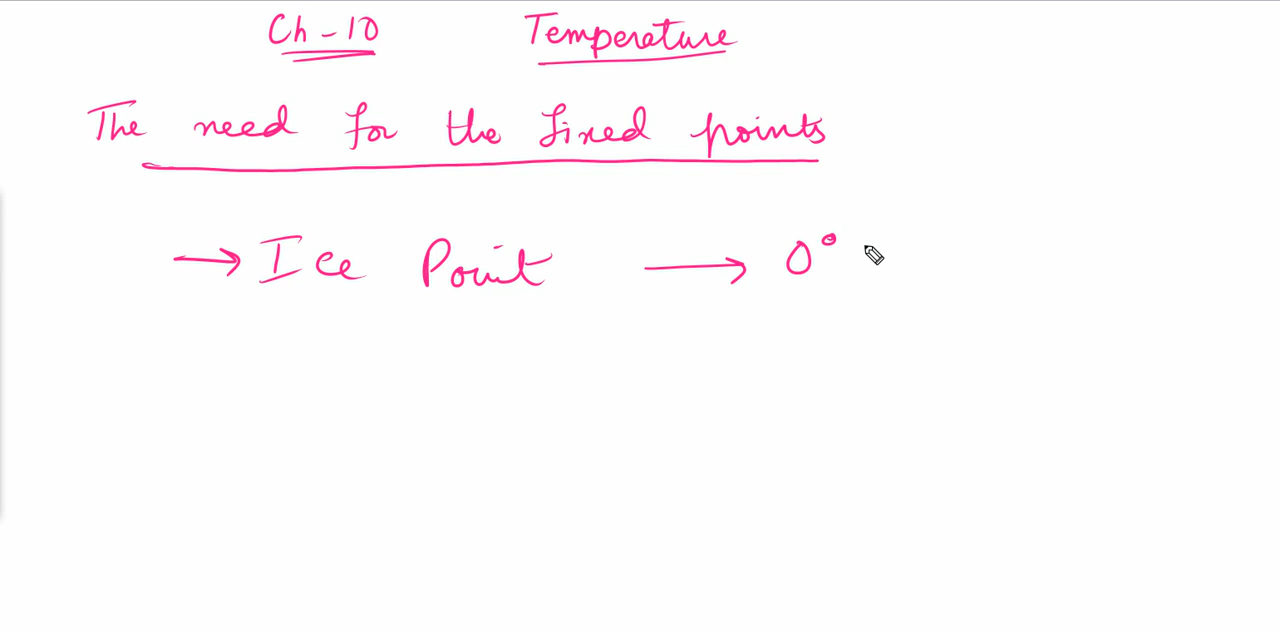 Ch - 10 Temperature
The need for the fixed points
→ Ice Point → 0°